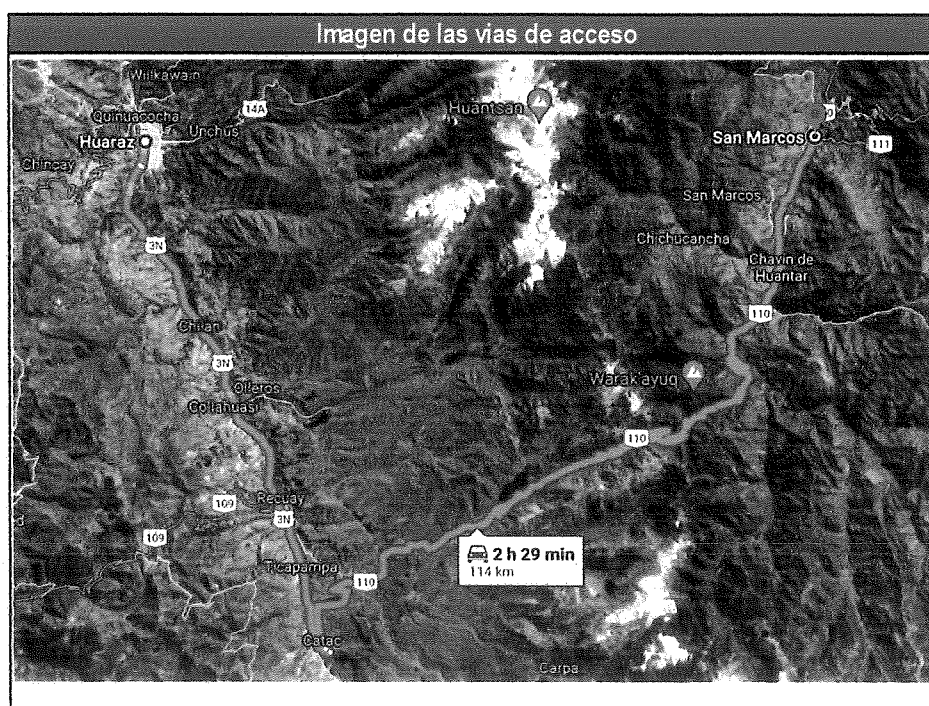 Imagen de las vias de acceso
Willkawain
Quinuacocha
Unchus
14A
Huaraz
Chincay
Huantsan
San Marcos
111
San Marcos
3N
Chichucancha
Chavin de
Huantar
110
Chilan
3N
Warak'ayuq
Olleros
Collahuasi
110
Recuay
109
3N
109
2 h 29 min
114 km
Ticapampa
110
Catac
Carpa